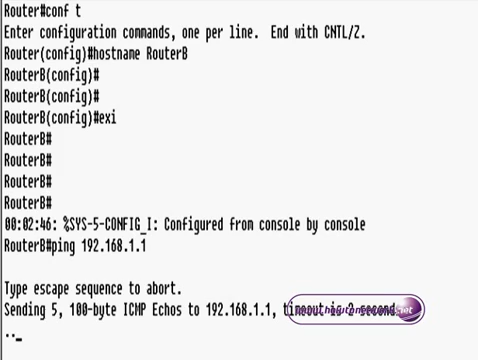 Router#conf t
Enter configuration commands, one per line.  End with CNTL/Z.
Router(config)#hostname RouterB
RouterB(config)#
RouterB(config)#
RouterB(config)#exi
RouterB#
RouterB#
RouterB#
RouterB#
00:02:46: %SYS-5-CONFIG_I: Configured from console by console
RouterB#ping 192.168.1.1
Type escape sequence to abort.
Sending 5, 100-byte ICMP Echos to 192.168.1.1, timeout is 2 seconds
.._